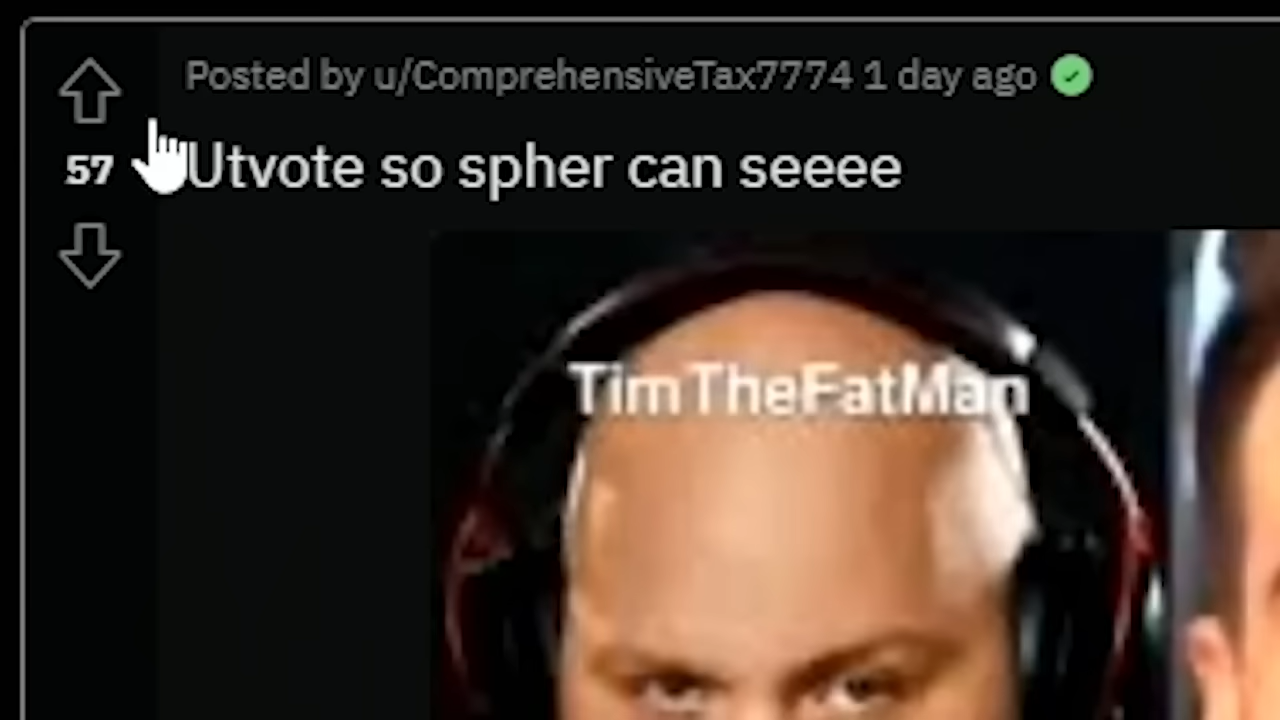 Posted by u/ComprehensiveTax7774 1 day ago
57
Utvote so spher can seeee
TimTheFatMan